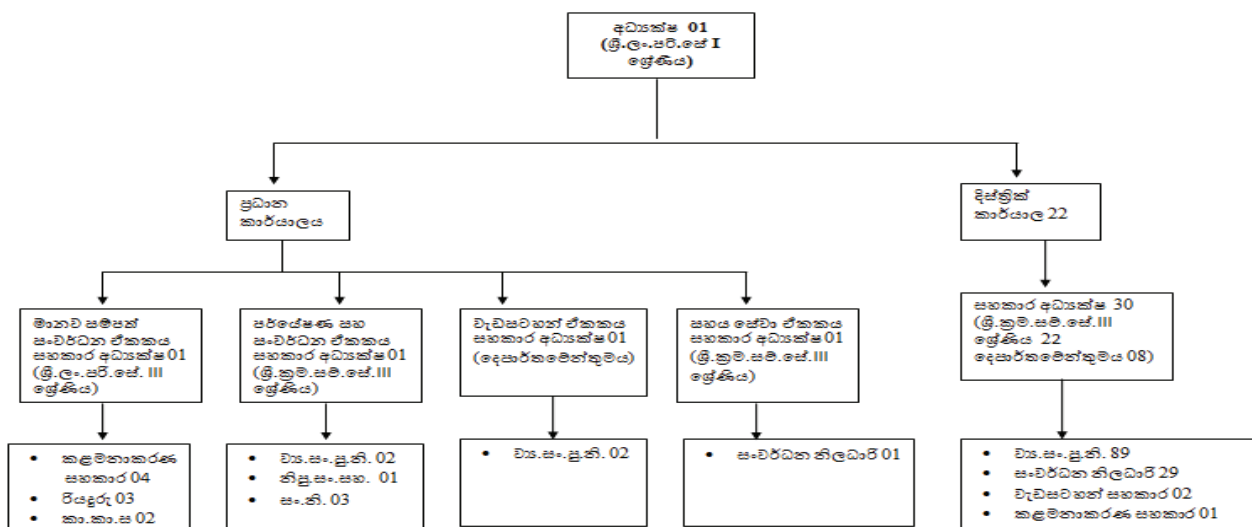 අධ්‍යක්ෂ 01
(ශ්‍රී.ලං.පරි.සේ I
ශ්‍රේණිය)
ප්‍රධාන
කාර්යාලය
දිස්ත්‍රික්
කාර්යාල 22
මානව සම්පත්
සංවර්ධන ඒකකය
සහකාර අධ්‍යක්ෂ 01
(ශ්‍රී.ලං.පරි.සේ. III
ශ්‍රේණිය)
පර්යේෂණ සහ
සංවර්ධන ඒකකය
සහකාර අධ්‍යක්ෂ 01
(ශ්‍රී.ක්‍රම.සම්.සේ.III
ශ්‍රේණිය)
වැඩසටහන් ඒකකය
සහකාර අධ්‍යක්ෂ 01
(දෙපාර්තමේන්තුමය)
සහය සේවා ඒකකය
සහකාර අධ්‍යක්ෂ 01
(ශ්‍රී.ක්‍රම.සම්.සේ.III
ශ්‍රේණිය)
සහකාර අධ්‍යක්ෂ 30
(ශ්‍රී.ක්‍රම.සම්.සේ.III
ශ්‍රේණිය 22
දෙපාර්තමේන්තුමය 08)
• කළමනාකරණ
සහකාර 04
• රියදුරු 03
• කා.කා.ස 02
• ව්‍යා.සං.පු.නි. 02
• නිපු.සං.සහ. 01
• සං.නි. 03
• ව්‍යා.සං.පු.නි. 02
• සංවර්ධන නිලධාරි 01
• ව්‍යා.සං.පු.නි. 89
• සංවර්ධන නිලධාරි 29
• වැඩසටහන් සහකාර 02
• කළමනාකරණ සහකාර 01